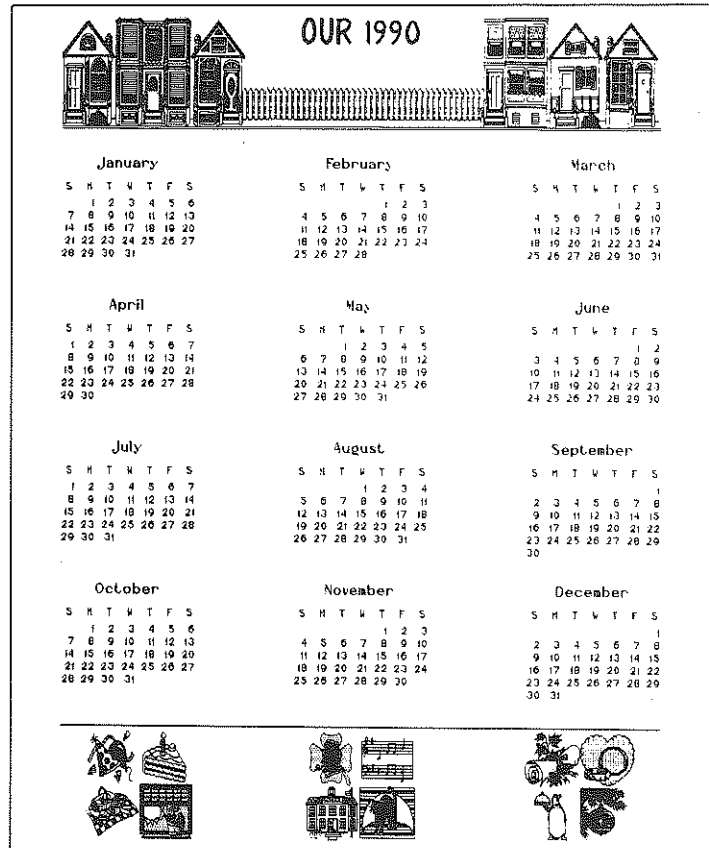 OUR 1990
January February March
S M T W T F S S M T W T F S S M T W T F S
1 2 3 4 5 6 1 2 3 1 2 3
7 8 9 10 11 12 13 4 5 6 7 8 9 10 4 5 6 7 8 9 10
14 15 16 17 18 19 20 11 12 13 14 15 16 17 11 12 13 14 15 16 17
21 22 23 24 25 26 27 18 19 20 21 22 23 24 18 19 20 21 22 23 24
28 29 30 31 25 26 27 28 25 26 27 28 29 30 31
April May June
S M T W T F S S M T W T F S S M T W T F S
1 2 3 4 5 6 7 1 2 3 4 5 1 2
8 9 10 11 12 13 14 6 7 8 9 10 11 12 3 4 5 6 7 8 9
15 16 17 18 19 20 21 13 14 15 16 17 18 19 10 11 12 13 14 15 16
22 23 24 25 26 27 28 20 21 22 23 24 25 26 17 18 19 20 21 22 23
29 30 27 28 29 30 31 24 25 26 27 28 29 30
July August September
S M T W T F S S M T W T F S S M T W T F S
1 2 3 4 5 6 7 1 2 3 4 1
8 9 10 11 12 13 14 5 6 7 8 9 10 11 2 3 4 5 6 7 8
15 16 17 18 19 20 21 12 13 14 15 16 17 18 9 10 11 12 13 14 15
22 23 24 25 26 27 28 19 20 21 22 23 24 25 16 17 18 19 20 21 22
29 30 31 26 27 28 29 30 31 23 24 25 26 27 28 29
30
October November December
S M T W T F S S M T W T F S S M T W T F S
1 2 3 4 5 6 1 2 3 1
7 8 9 10 11 12 13 4 5 6 7 8 9 10 2 3 4 5 6 7 8
14 15 16 17 18 19 20 11 12 13 14 15 16 17 9 10 11 12 13 14 15
21 22 23 24 25 26 27 18 19 20 21 22 23 24 16 17 18 19 20 21 22
28 29 30 31 25 26 27 28 29 30 23 24 25 26 27 28 29
30 31